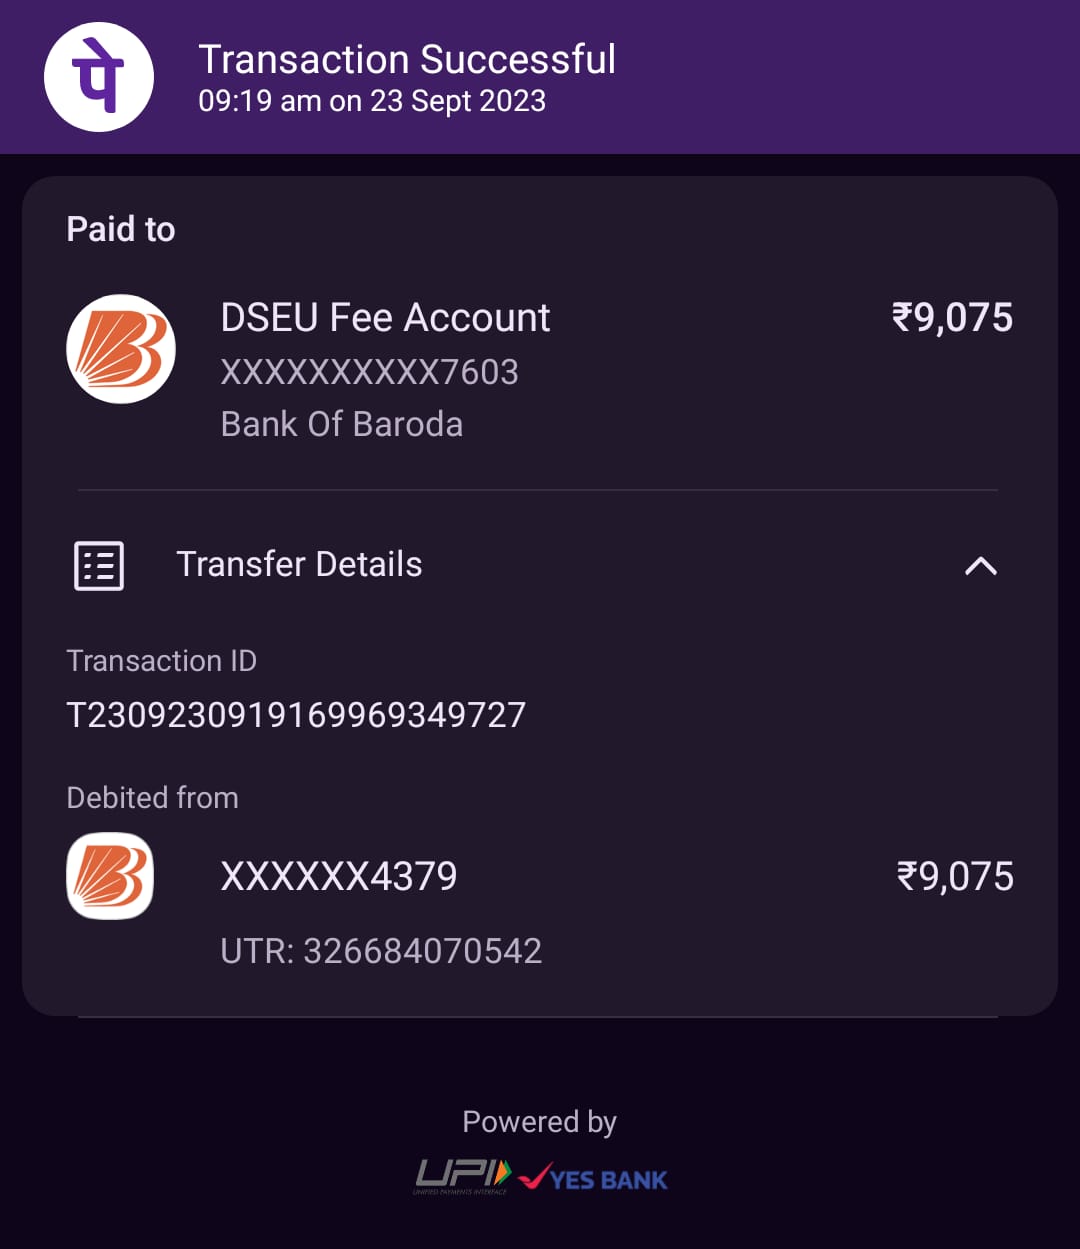 पे
Transaction Successful
09:19 am on 23 Sept 2023
Paid to
DSEU Fee Account
₹9,075
XXXXXXXXXX7603
Bank Of Baroda
Transfer Details
Transaction ID
T2309230919169969349727
Debited from
XXXXXX4379
₹9,075
UTR: 326684070542
Powered by
UPI YES BANK
UNIFIED PAYMENTS INTERFACE